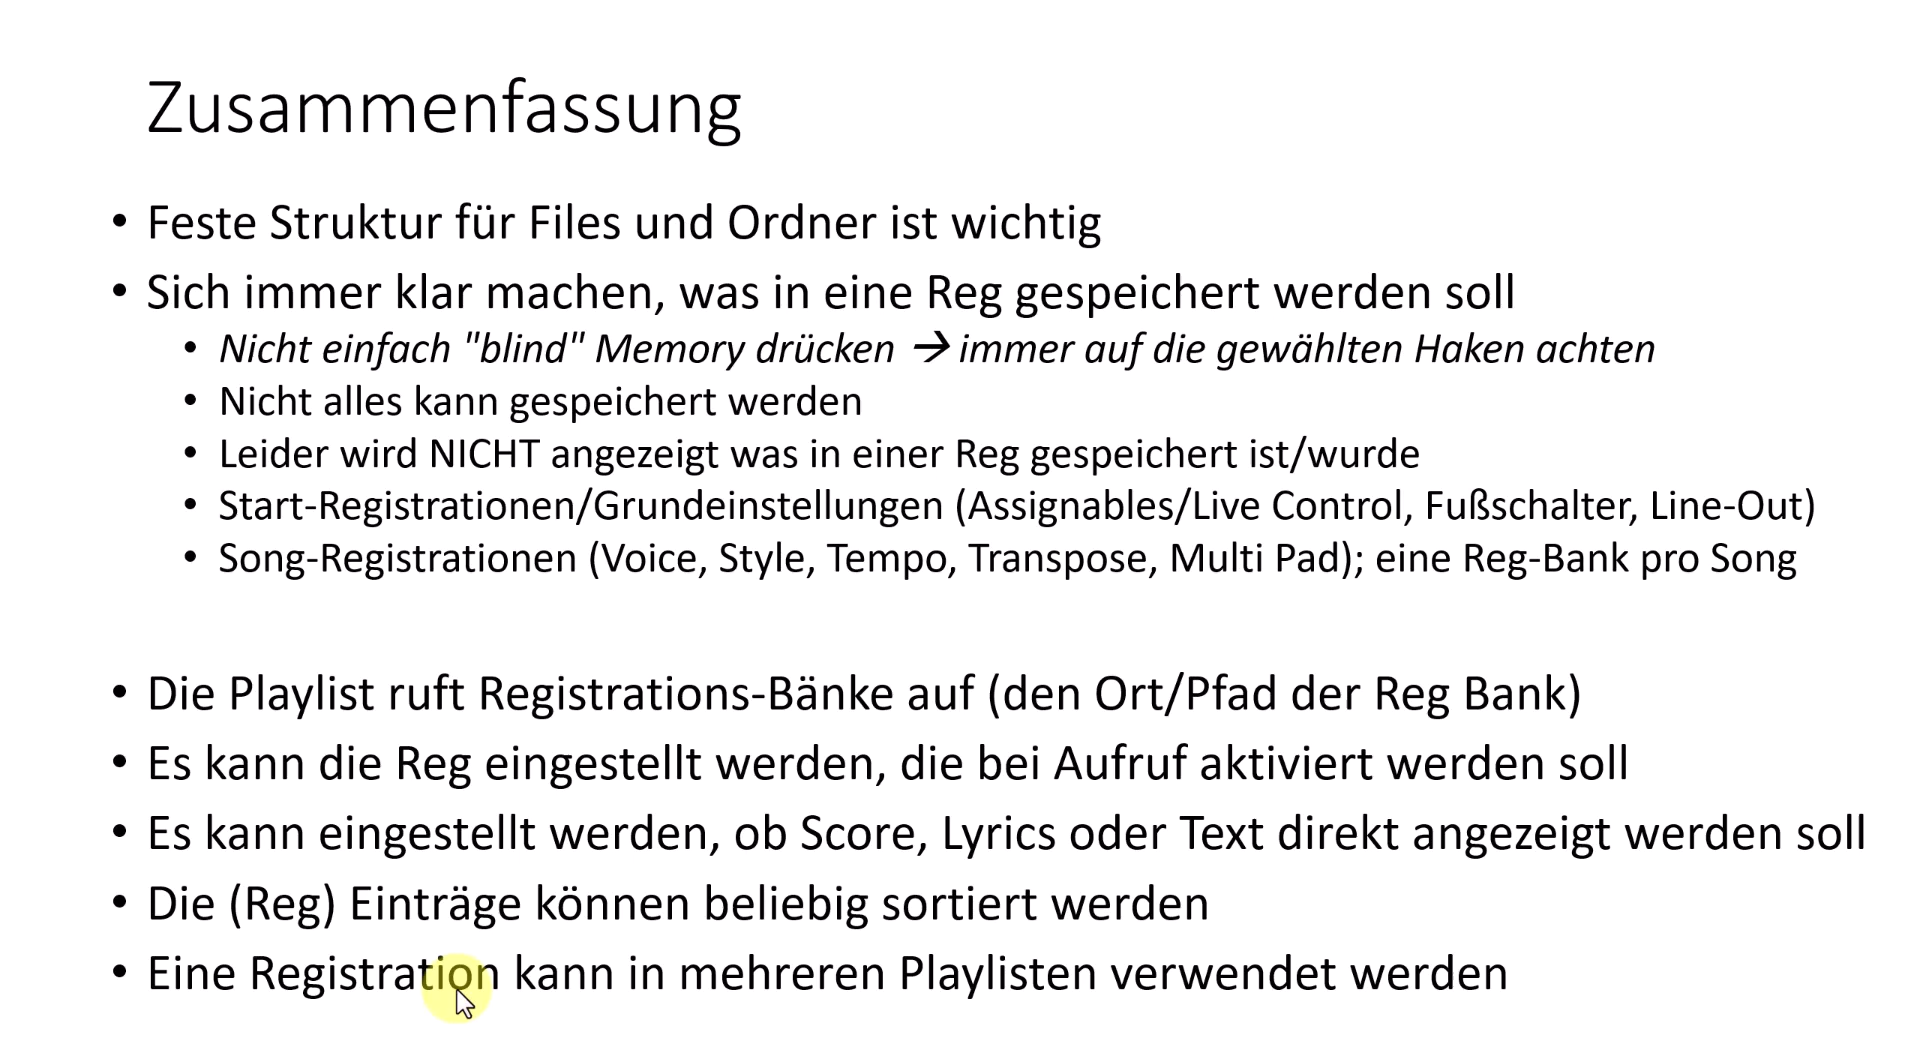 Zusammenfassung
• Feste Struktur für Files und Ordner ist wichtig
• Sich immer klar machen, was in eine Reg gespeichert werden soll
• Nicht einfach "blind" Memory drücken → immer auf die gewählten Haken achten
• Nicht alles kann gespeichert werden
• Leider wird NICHT angezeigt was in einer Reg gespeichert ist/wurde
• Start-Registrationen/Grundeinstellungen (Assignables/Live Control, Fußschalter, Line-Out)
• Song-Registrationen (Voice, Style, Tempo, Transpose, Multi Pad); eine Reg-Bank pro Song
• Die Playlist ruft Registrations-Bänke auf (den Ort/Pfad der Reg Bank)
• Es kann die Reg eingestellt werden, die bei Aufruf aktiviert werden soll
• Es kann eingestellt werden, ob Score, Lyrics oder Text direkt angezeigt werden soll
• Die (Reg) Einträge können beliebig sortiert werden
• Eine Registration kann in mehreren Playlisten verwendet werden